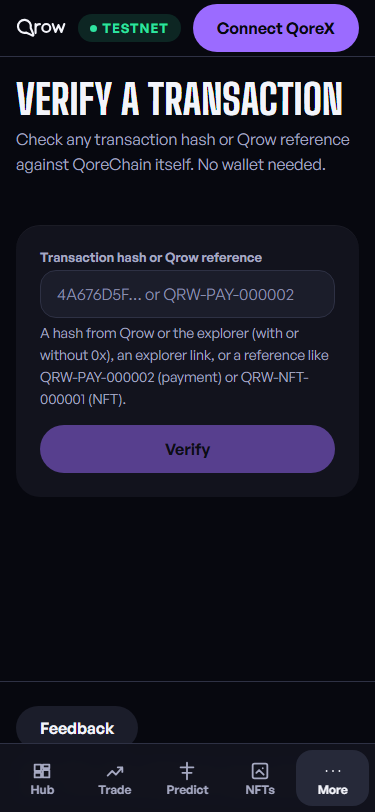 Qrow
TESTNET
Connect QoreX
VERIFY A TRANSACTION
Check any transaction hash or Qrow reference
against QoreChain itself. No wallet needed.
Transaction hash or Qrow reference
4A676D5F… or QRW-PAY-000002
A hash from Qrow or the explorer (with or
without 0x), an explorer link, or a reference like
QRW-PAY-000002 (payment) or QRW-NFT-
000001 (NFT).
Verify
Feedback
Hub
Trade
Predict
NFTs
More